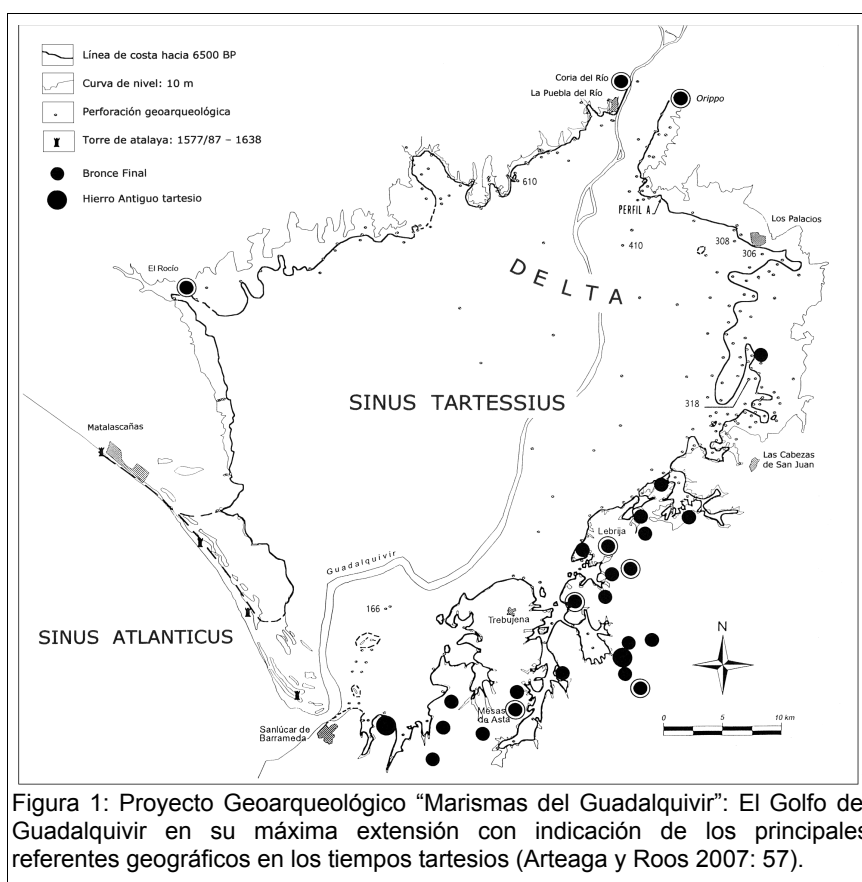 Línea de costa hacia 6500 BP
Curva de nivel: 10 m
Perforación geoarqueológica
Torre de atalaya: 1577/87 – 1638
Bronce Final
Hierro Antiguo tartesio
Coria del Río
La Puebla del Río
Orippo
610
PERFIL A
410
308
306
Los Palacios
El Rocío
DELTA
SINUS TARTESSIUS
318
Matalascañas
Las Cabezas
de San Juan
Lebrija
Guadalquivir
166
Trebujena
SINUS ATLANTICUS
N
Mesas
de Asta
Sanlúcar de
Barrameda
0 5 10 km
Figura 1: Proyecto Geoarqueológico “Marismas del Guadalquivir”: El Golfo de
Guadalquivir en su máxima extensión con indicación de los principales
referentes geográficos en los tiempos tartesios (Arteaga y Roos 2007: 57).